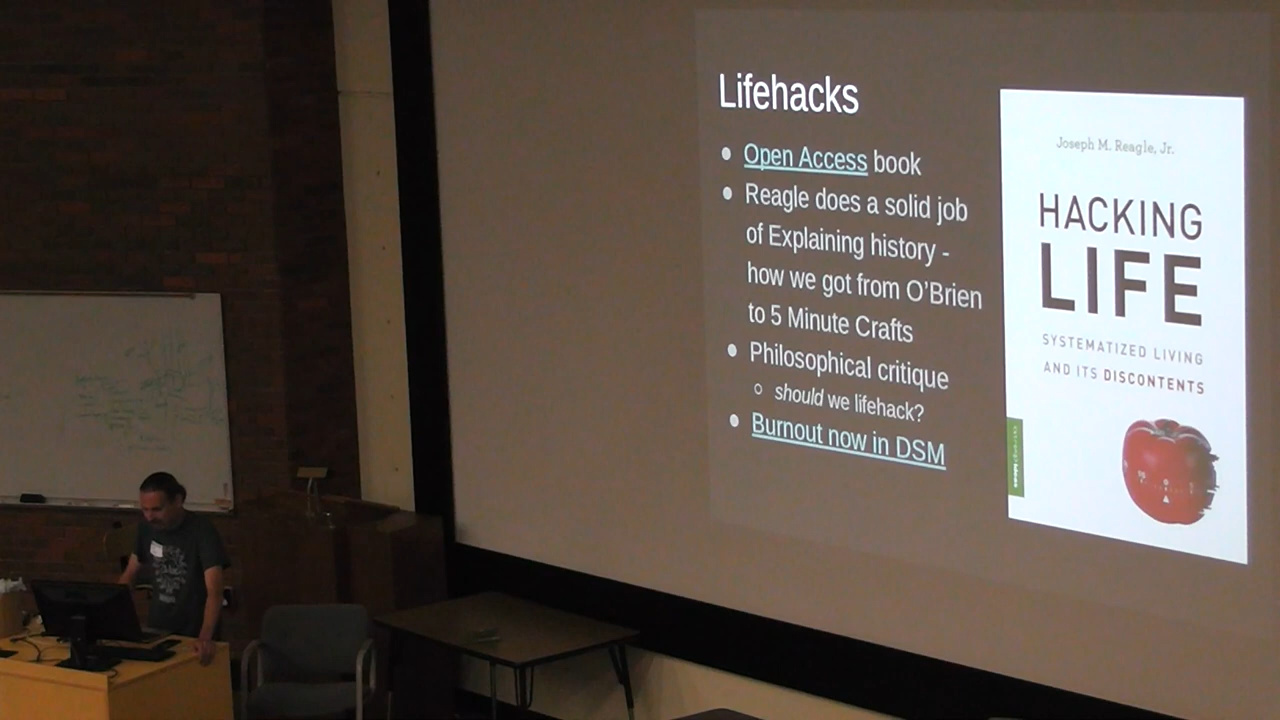 Lifehacks
● Open Access book
● Reagle does a solid job
of Explaining history -
how we got from O'Brien
to 5 Minute Crafts
● Philosophical critique
○ should we lifehack?
● Burnout now in DSM
Joseph M. Reagle, Jr.
HACKING
LIFE
SYSTEMATIZED LIVING
AND ITS DISCONTENTS